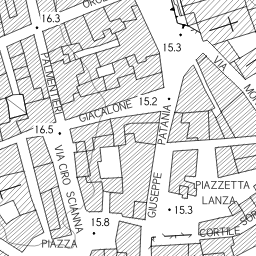 16.3
15.3
VIA
PALMENTIERI
GIACALONE
15.2
16.5
PATANIA
VIA CIRO SCIANNA
GIUSEPPE
PIAZZETTA
LANZA
15.3
15.8
CORTILE
PIAZZA